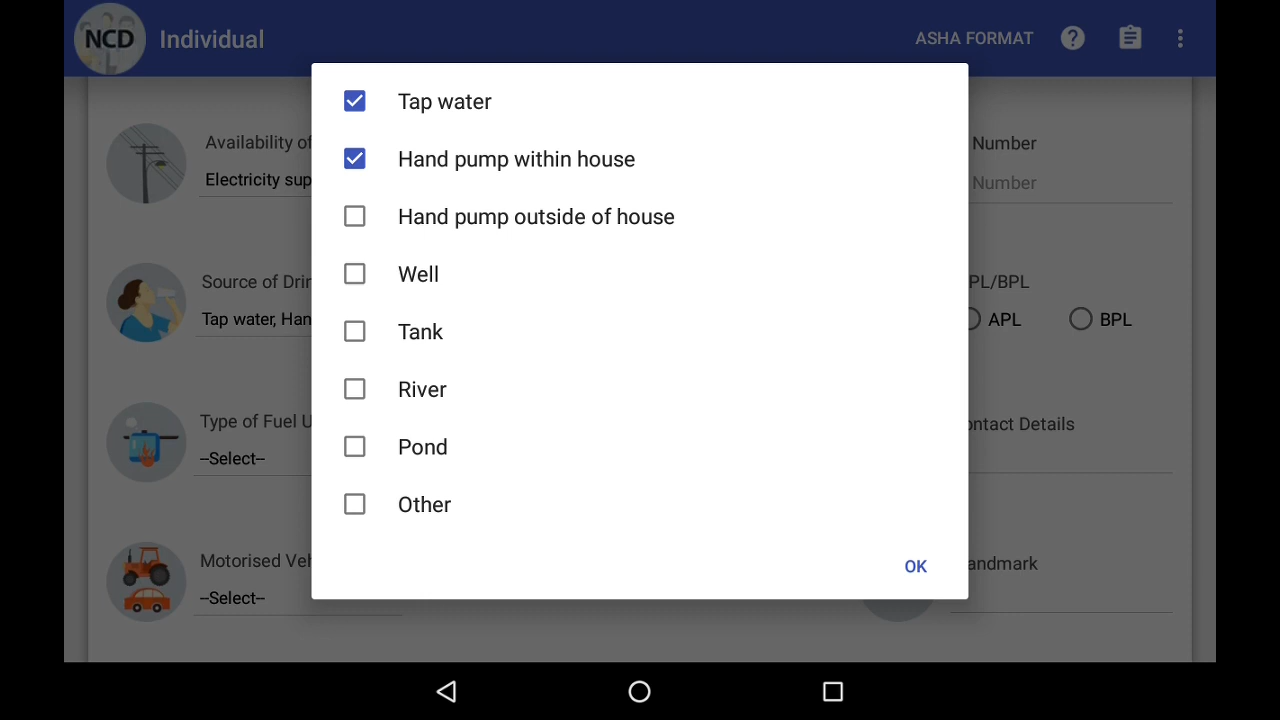 NCD
Individual
ASHA FORMAT
Tap water
Hand pump within house
Hand pump outside of house
Well
Tank
River
Pond
Other
OK
Availability of
Electricity sup
Number
Number
Source of Drin
Tap water, Han
PL/BPL
APL
BPL
Type of Fuel U
--Select--
ontact Details
Motorised Veh
--Select--
andmark